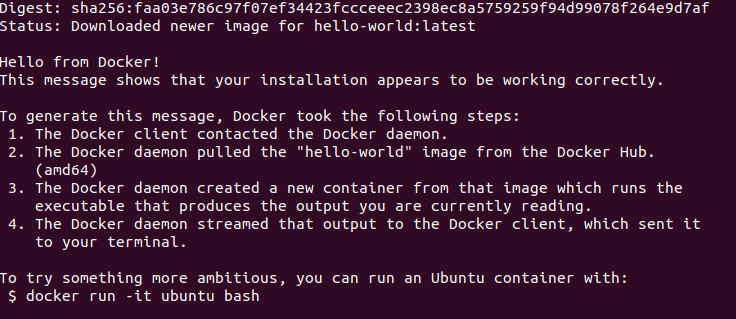 Digest: sha256:faa03e786c97f07ef34423fccceeec2398ec8a5759259f94d99078f264e9d7af
Status: Downloaded newer image for hello-world:latest
Hello from Docker!
This message shows that your installation appears to be working correctly.
To generate this message, Docker took the following steps:
1. The Docker client contacted the Docker daemon.
2. The Docker daemon pulled the "hello-world" image from the Docker Hub.
(amd64)
3. The Docker daemon created a new container from that image which runs the
executable that produces the output you are currently reading.
4. The Docker daemon streamed that output to the Docker client, which sent it
to your terminal.
To try something more ambitious, you can run an Ubuntu container with:
$ docker run -it ubuntu bash